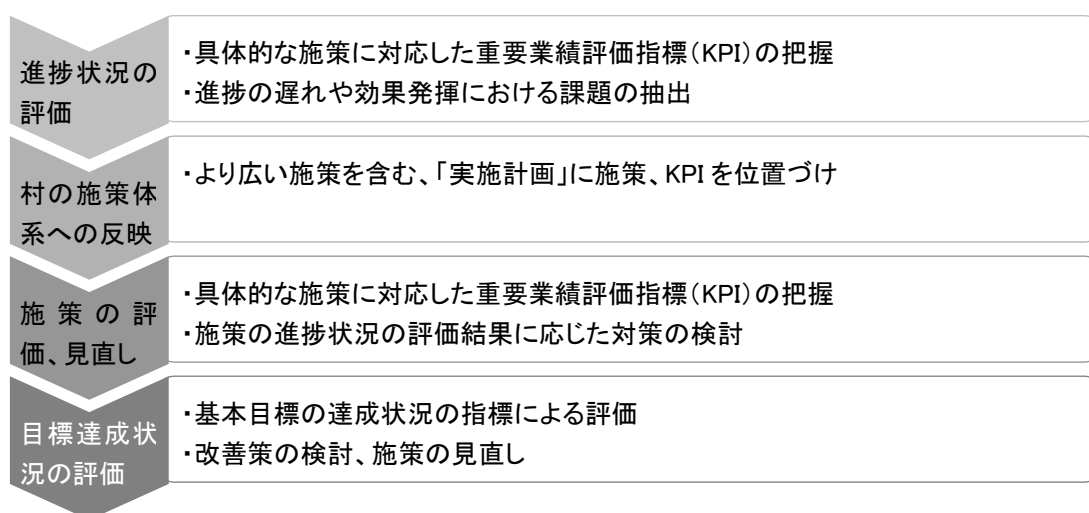 進捗状況の
評価
・具体的な施策に対応した重要業績評価指標（KPI）の把握
・進捗の遅れや効果発揮における課題の抽出
村の施策体
系への反映
・より広い施策を含む、「実施計画」に施策、KPI を位置づけ
施策の評
価、見直し
・具体的な施策に対応した重要業績評価指標（KPI）の把握
・施策の進捗状況の評価結果に応じた対策の検討
目標達成状
況の評価
・基本目標の達成状況の指標による評価
・改善策の検討、施策の見直し